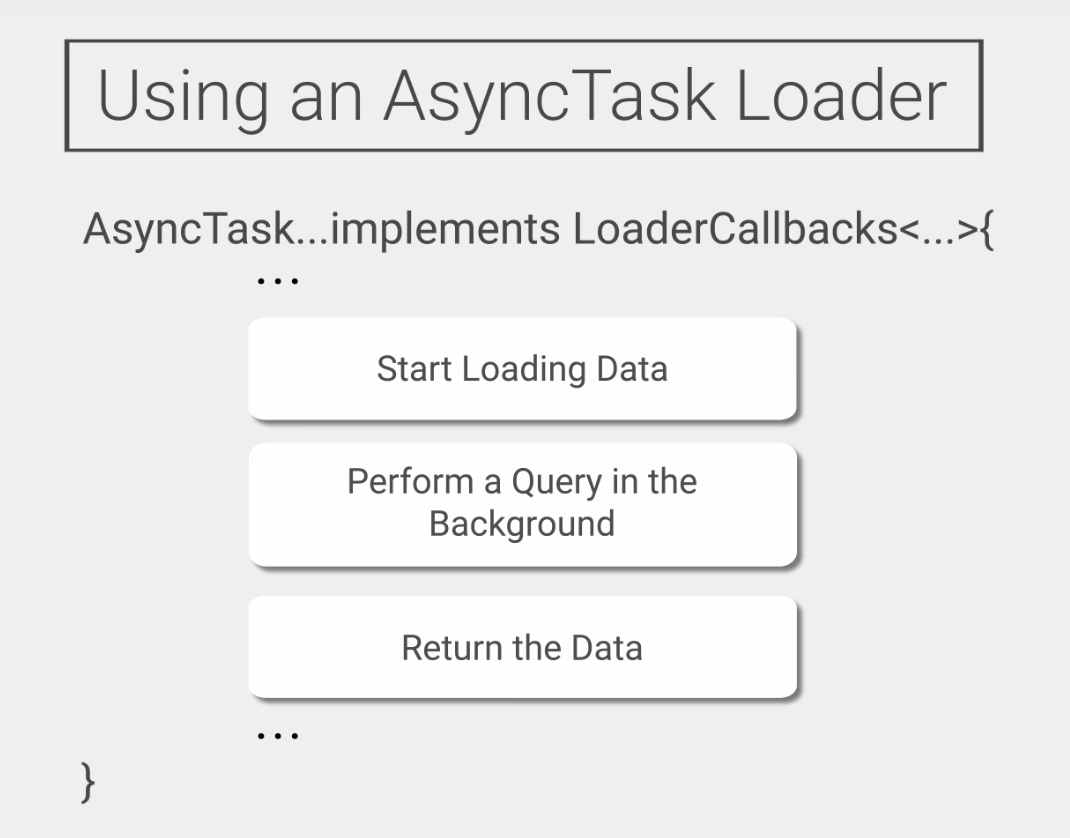 Using an AsyncTask Loader
AsyncTask...implements LoaderCallbacks<...>{
...
Start Loading Data
Perform a Query in the
Background
Return the Data
...
}